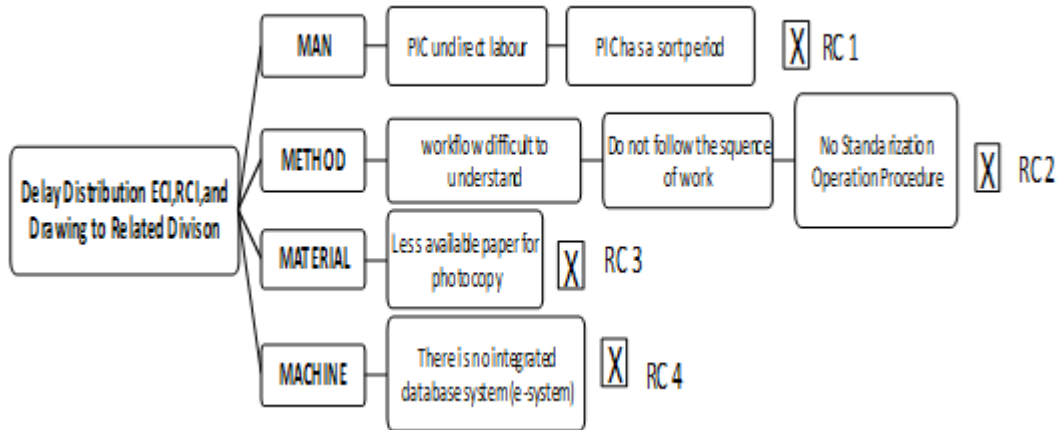 MAN
PIC undirect labour
PIC has a sort period
X RC 1
METHOD
workflow difficult to
understand
Do not follow the squence
of work
No Standarization
Operation Procedure
X RC 2
Delay Distribution ECI,RCI,and
Drawing to Related Divison
MATERIAL
Less available paper for
photocopy
X RC 3
MACHINE
There is no integrated
database system (e-system)
X RC 4